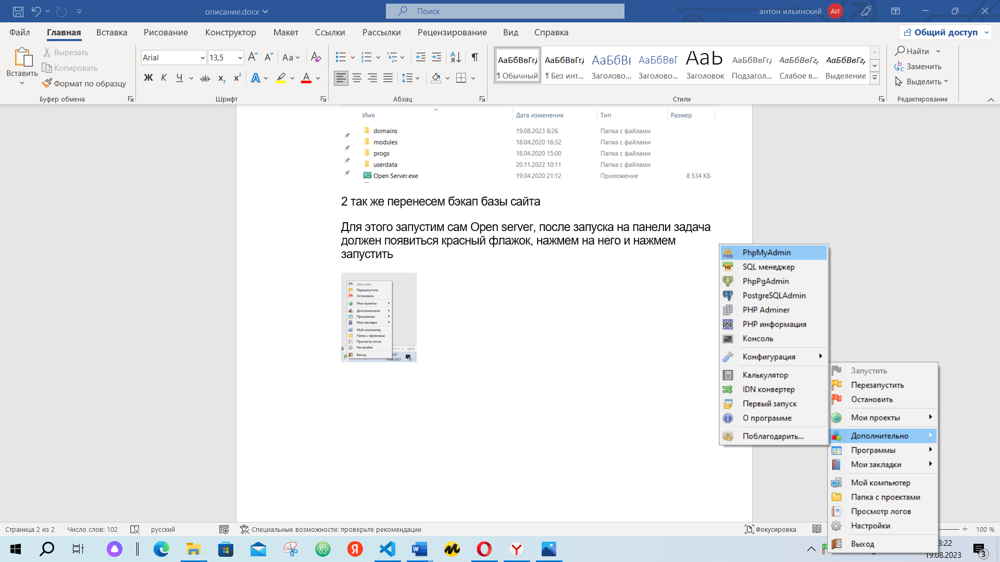 описание.docx
Поиск
антон ильинский
АИ
Файл
Главная
Вставка
Рисование
Конструктор
Макет
Ссылки
Рассылки
Рецензирование
Вид
Справка
Общий доступ
Вставить
Вырезать
Копировать
Формат по образцу
Буфер обмена
Arial
13,5
Aa
Ж К Ч ab x₂ x²
Шрифт
Абзац
АаБбВвГг,
¶ Обычный
АаБбВвГг,
¶ Без инт...
АаБбВв
Заголово...
АаБбВвГ
Заголово...
АаЬ
Заголовок
АаБбВвГг
Подзагол...
АаБбВвГг,
Слабое в...
АаБбВвГг,
Выделение
Стили
Найти
Заменить
Выделить
Редактирование
Имя
Дата изменения
Тип
Размер
domains 19.08.2023 8:26 Папка с файлами
modules 18.04.2020 16:32 Папка с файлами
progs 18.04.2020 15:00 Папка с файлами
userdata 20.11.2022 10:11 Папка с файлами
Open Server.exe 19.04.2020 21:12 Приложение 8 534 КБ
2 так же перенесем бэкап базы сайта
Для этого запустим сам Open server, после запуска на панели задача
должен появиться красный флажок, нажмем на него и нажмем
запустить
Запустить
Перезапустить
Остановить
Мои проекты
Дополнительно
Программы
Мои закладки
Мой компьютер
Папка с проектами
Просмотр логов
Настройки
Выход
100 %
19.08.2023
PhpMyAdmin
SQL менеджер
PhpPgAdmin
PostgreSQLAdmin
PHP Adminer
PHP информация
Консоль
Конфигурация
Калькулятор
IDN конвертер
Первый запуск
О программе
Поблагодарить...
Запустить
Перезапустить
Остановить
Мои проекты
Дополнительно
Программы
Мои закладки
Мой компьютер
Папка с проектами
Просмотр логов
Настройки
Выход
Страница 2 из 2
Число слов: 102
русский
Специальные возможности: проверьте рекомендации
Фокусировка
100 %
3:22
19.08.2023
3